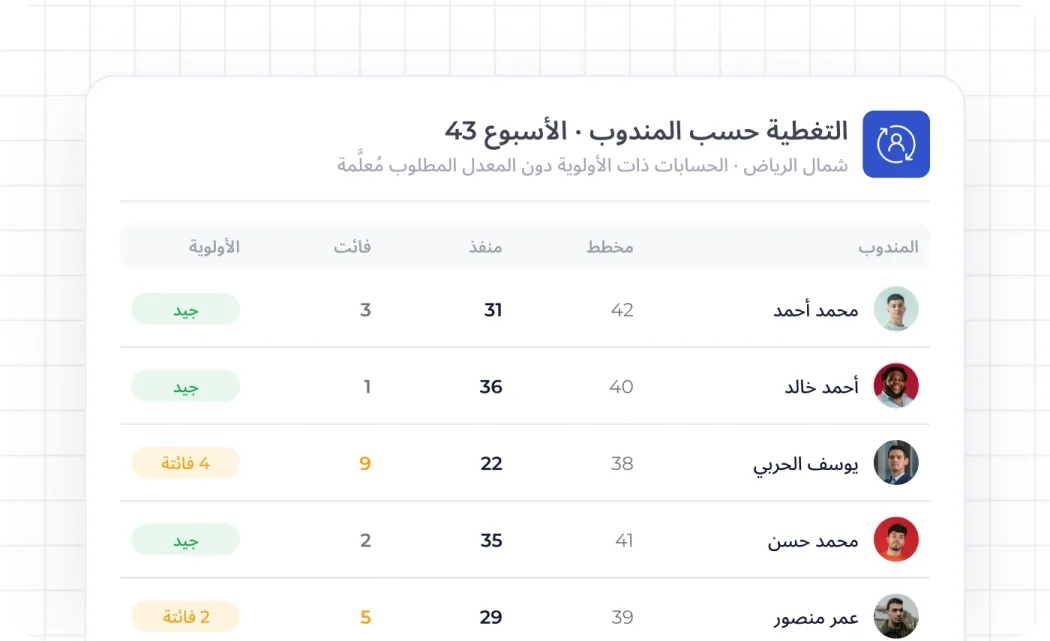 التغطية حسب المندوب · الأسبوع 43
شمال الرياض · الحسابات ذات الأولوية دون المعدل المطلوب مُعلَّمة
المندوب مخطط منفذ فائت الأولوية
محمد أحمد 42 31 3 جيد
أحمد خالد 40 36 1 جيد
يوسف الحربي 38 22 9 4 فائتة
محمد حسن 41 35 2 جيد
عمر منصور 39 29 5 2 فائتة